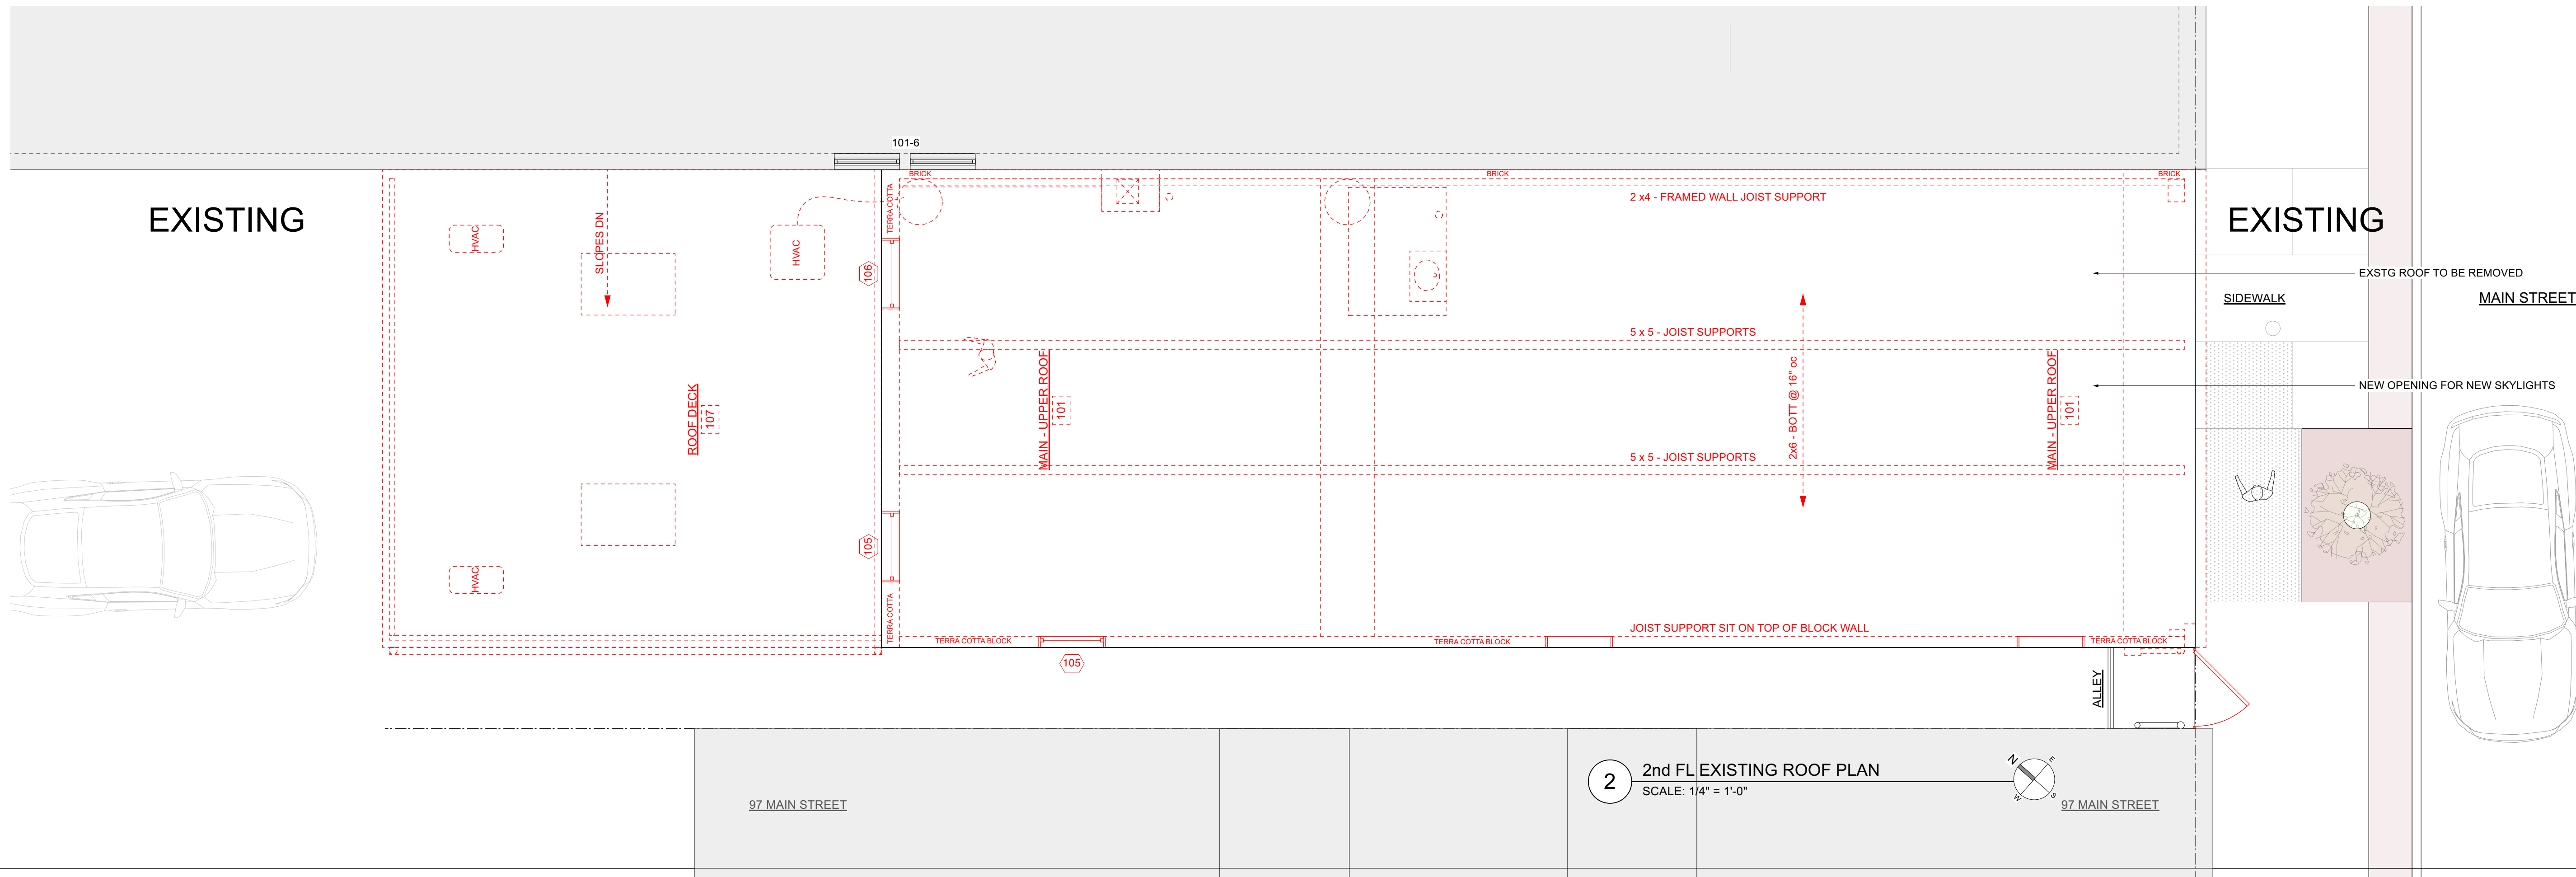 101-6
BRICK
BRICK
BRICK
EXISTING
EXISTING
SLOPES DN
HVAC
HVAC
HVAC
TERRA COTTA
106
2 x4 - FRAMED WALL JOIST SUPPORT
EXSTG ROOF TO BE REMOVED
SIDEWALK
MAIN STREET
5 x 5 - JOIST SUPPORTS
ROOF DECK
107
MAIN - UPPER ROOF
101
2x6 - BOTT @ 16" oc
MAIN - UPPER ROOF
101
NEW OPENING FOR NEW SKYLIGHTS
5 x 5 - JOIST SUPPORTS
105
TERRA COTTA
TERRA COTTA BLOCK
TERRA COTTA BLOCK
JOIST SUPPORT SIT ON TOP OF BLOCK WALL
TERRA COTTA BLOCK
105
ALLEY
2
2nd FL EXISTING ROOF PLAN
SCALE: 1/4" = 1'-0"
N
E
W
S
97 MAIN STREET
97 MAIN STREET